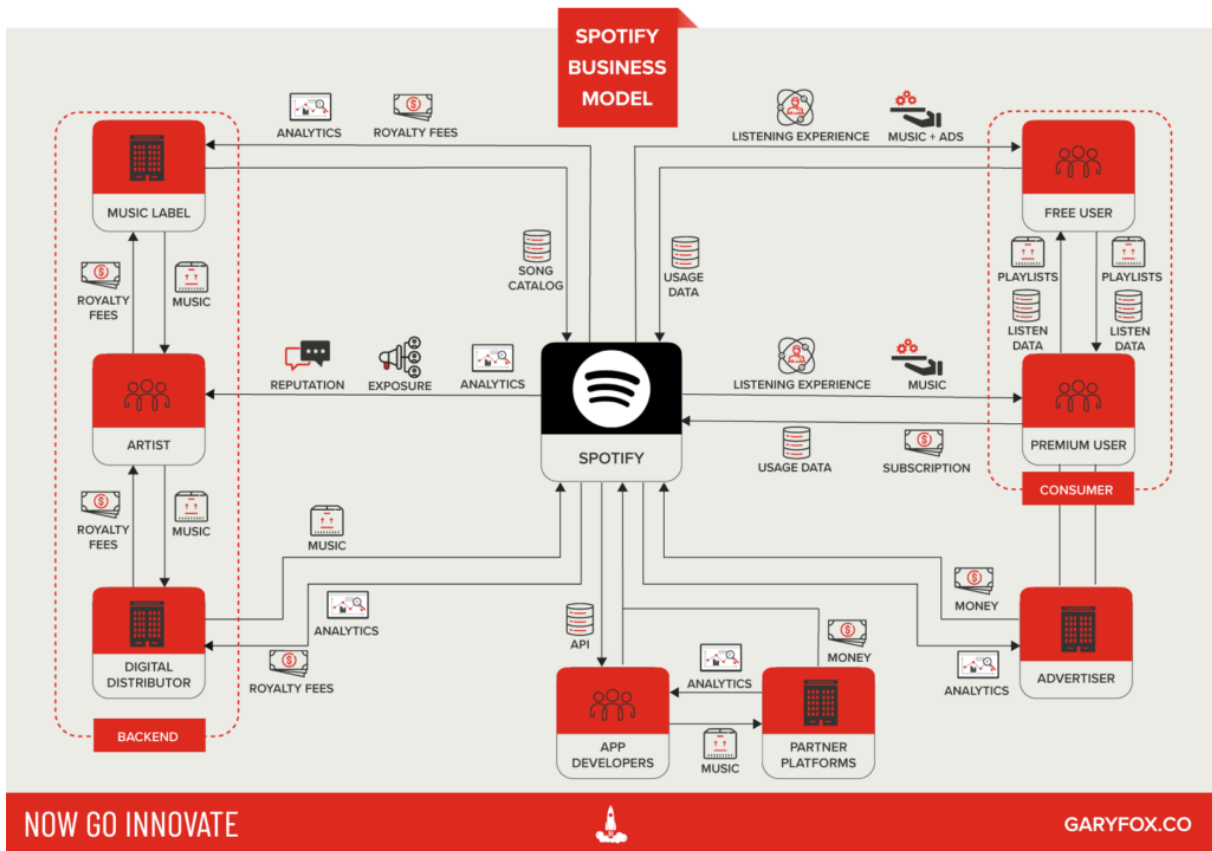 SPOTIFY
BUSINESS
MODEL
ANALYTICS
ROYALTY FEES
LISTENING EXPERIENCE
MUSIC + ADS
MUSIC LABEL
FREE USER
SONG
CATALOG
USAGE
DATA
ROYALTY
FEES
MUSIC
PLAYLISTS
PLAYLISTS
LISTEN
DATA
LISTEN
DATA
REPUTATION
EXPOSURE
ANALYTICS
LISTENING EXPERIENCE
MUSIC
ARTIST
SPOTIFY
PREMIUM USER
USAGE DATA
SUBSCRIPTION
CONSUMER
ROYALTY
FEES
MUSIC
MUSIC
ANALYTICS
API
MONEY
MONEY
DIGITAL
DISTRIBUTOR
ROYALTY FEES
ANALYTICS
ANALYTICS
ADVERTISER
BACKEND
APP
DEVELOPERS
MUSIC
PARTNER
PLATFORMS
NOW GO INNOVATE
GARYFOX.CO